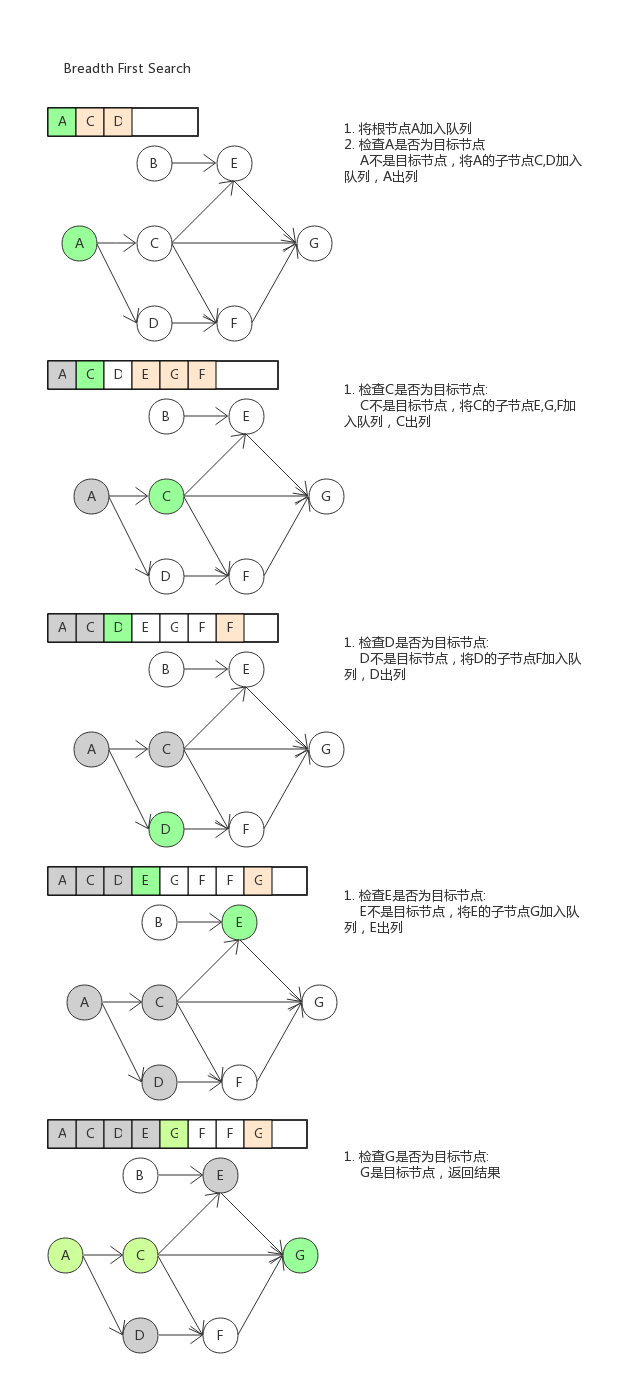 Breadth First Search
A C D
1. 将根节点A加入队列
2. 检查A是否为目标节点
A不是目标节点，将A的子节点C,D加入
队列，A出列
B E
A C G
D F
A C D E G F
1. 检查C是否为目标节点:
C不是目标节点，将C的子节点E,G,F加
入队列，C出列
B E
A C G
D F
A C D E G F F
1. 检查D是否为目标节点:
D不是目标节点，将D的子节点F加入队
列，D出列
B E
A C G
D F
A C D E G F F G
1. 检查E是否为目标节点:
E不是目标节点，将E的子节点G加入队
列，E出列
B E
A C G
D F
A C D E G F F G
1. 检查G是否为目标节点:
G是目标节点，返回结果
B E
A C G
D F